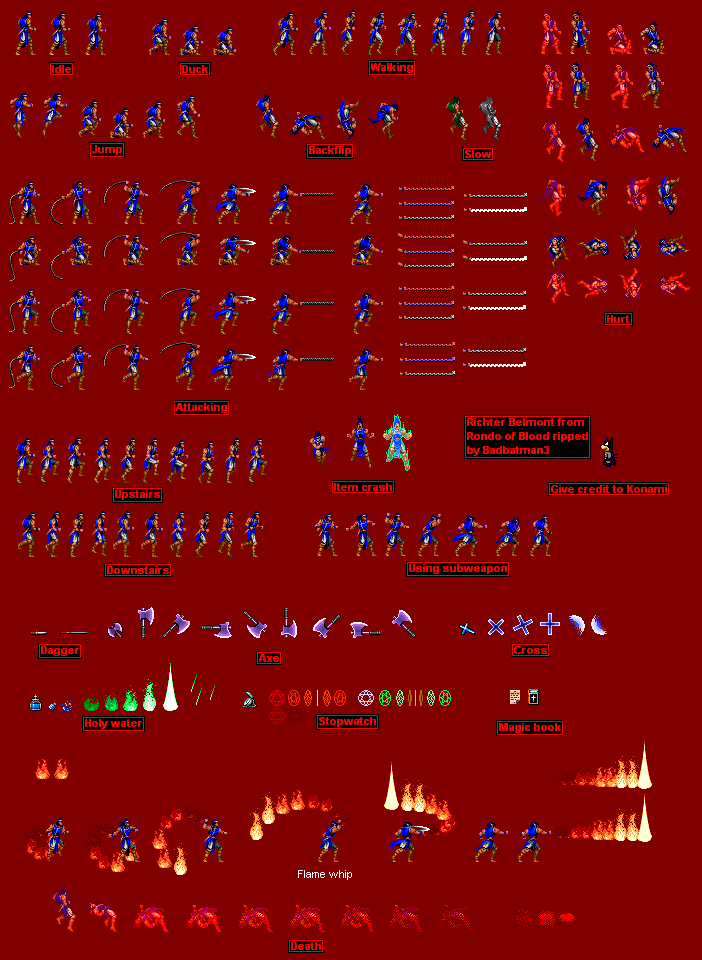 Idle
Duck
Walking
Jump
Backflip
Slow
Hurt
Attacking
Richter Belmont from
Rondo of Blood ripped
by Badbatman3
Upstairs
Item crash
Give credit to Konami
Downstairs
Using subweapon
Dagger
Axe
Cross
Holy water
Stopwatch
Magic book
Flame whip
Death